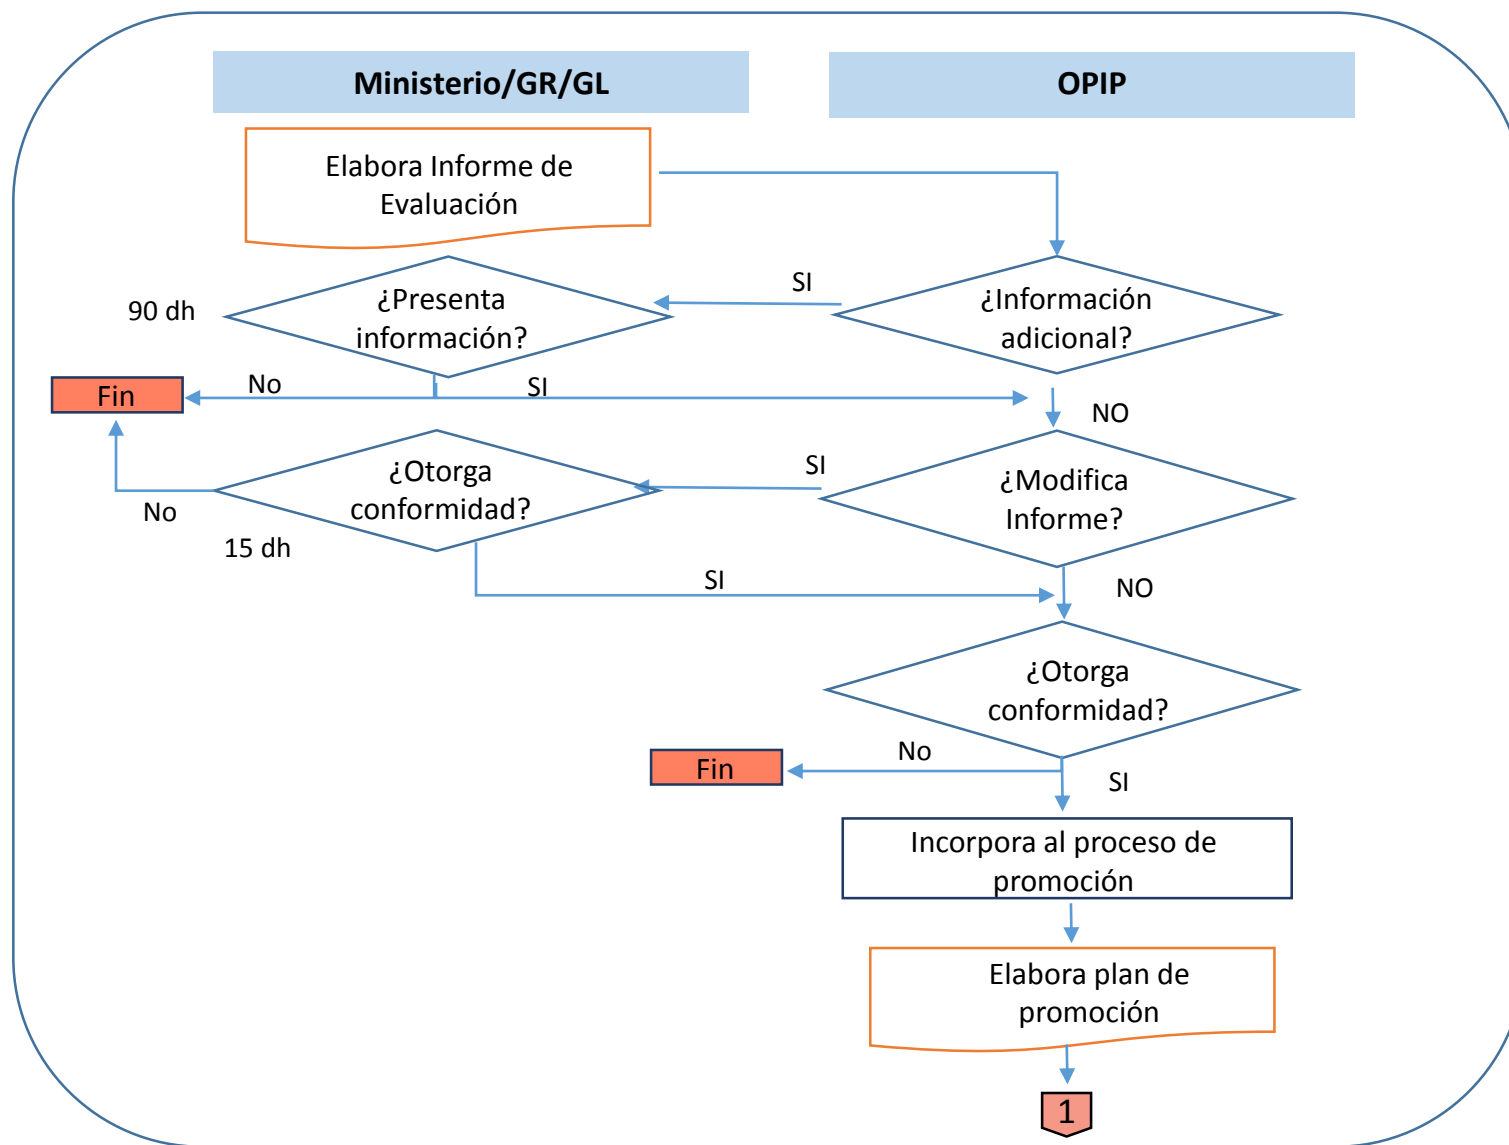 Ministerio/GR/GL
OPIP
Elabora Informe de
Evaluación
¿Presenta
información?
90 dh
SI
¿Información
adicional?
Fin
No
SI
NO
¿Otorga
conformidad?
No
15 dh
SI
¿Modifica
Informe?
SI
NO
¿Otorga
conformidad?
Fin
No
SI
Incorpora al proceso de
promoción
Elabora plan de
promoción
1